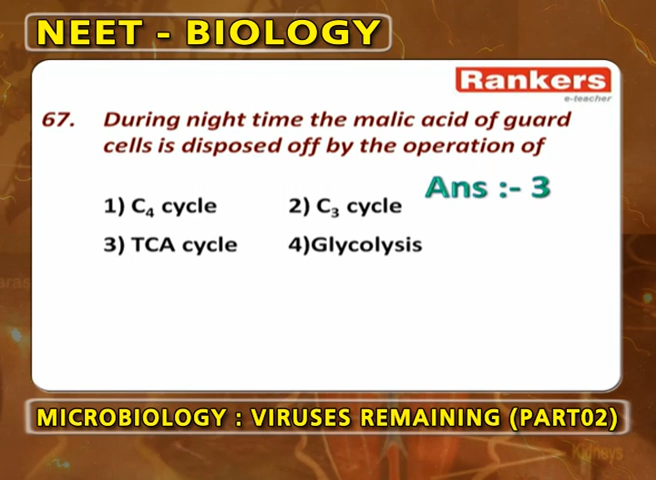 NEET - BIOLOGY
Rankers
e-teacher
67. During night time the malic acid of guard
cells is disposed off by the operation of
Ans :- 3
1) C₄ cycle 2) C₃ cycle
3) TCA cycle 4)Glycolysis
MICROBIOLOGY : VIRUSES REMAINING (PART02)
Kidneys